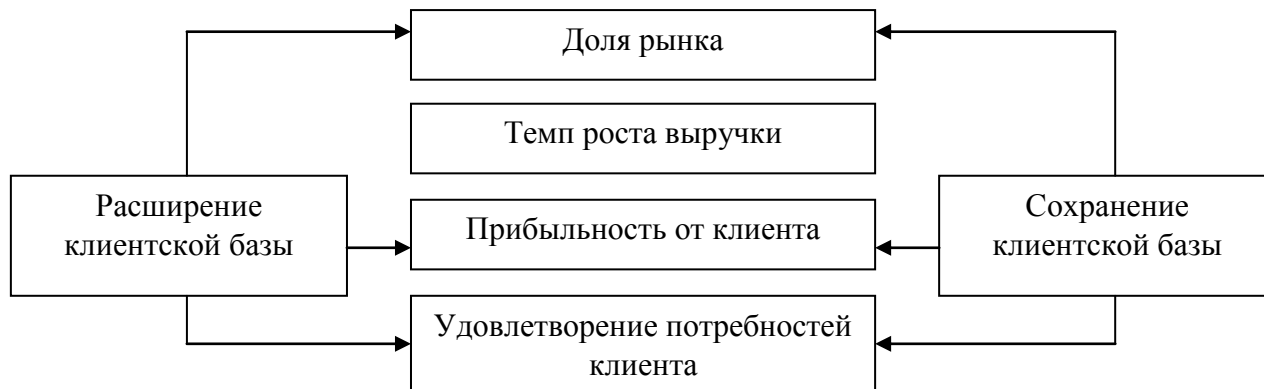 Доля рынка
Темп роста выручки
Расширение
клиентской базы
Прибыльность от клиента
Сохранение
клиентской базы
Удовлетворение потребностей
клиента